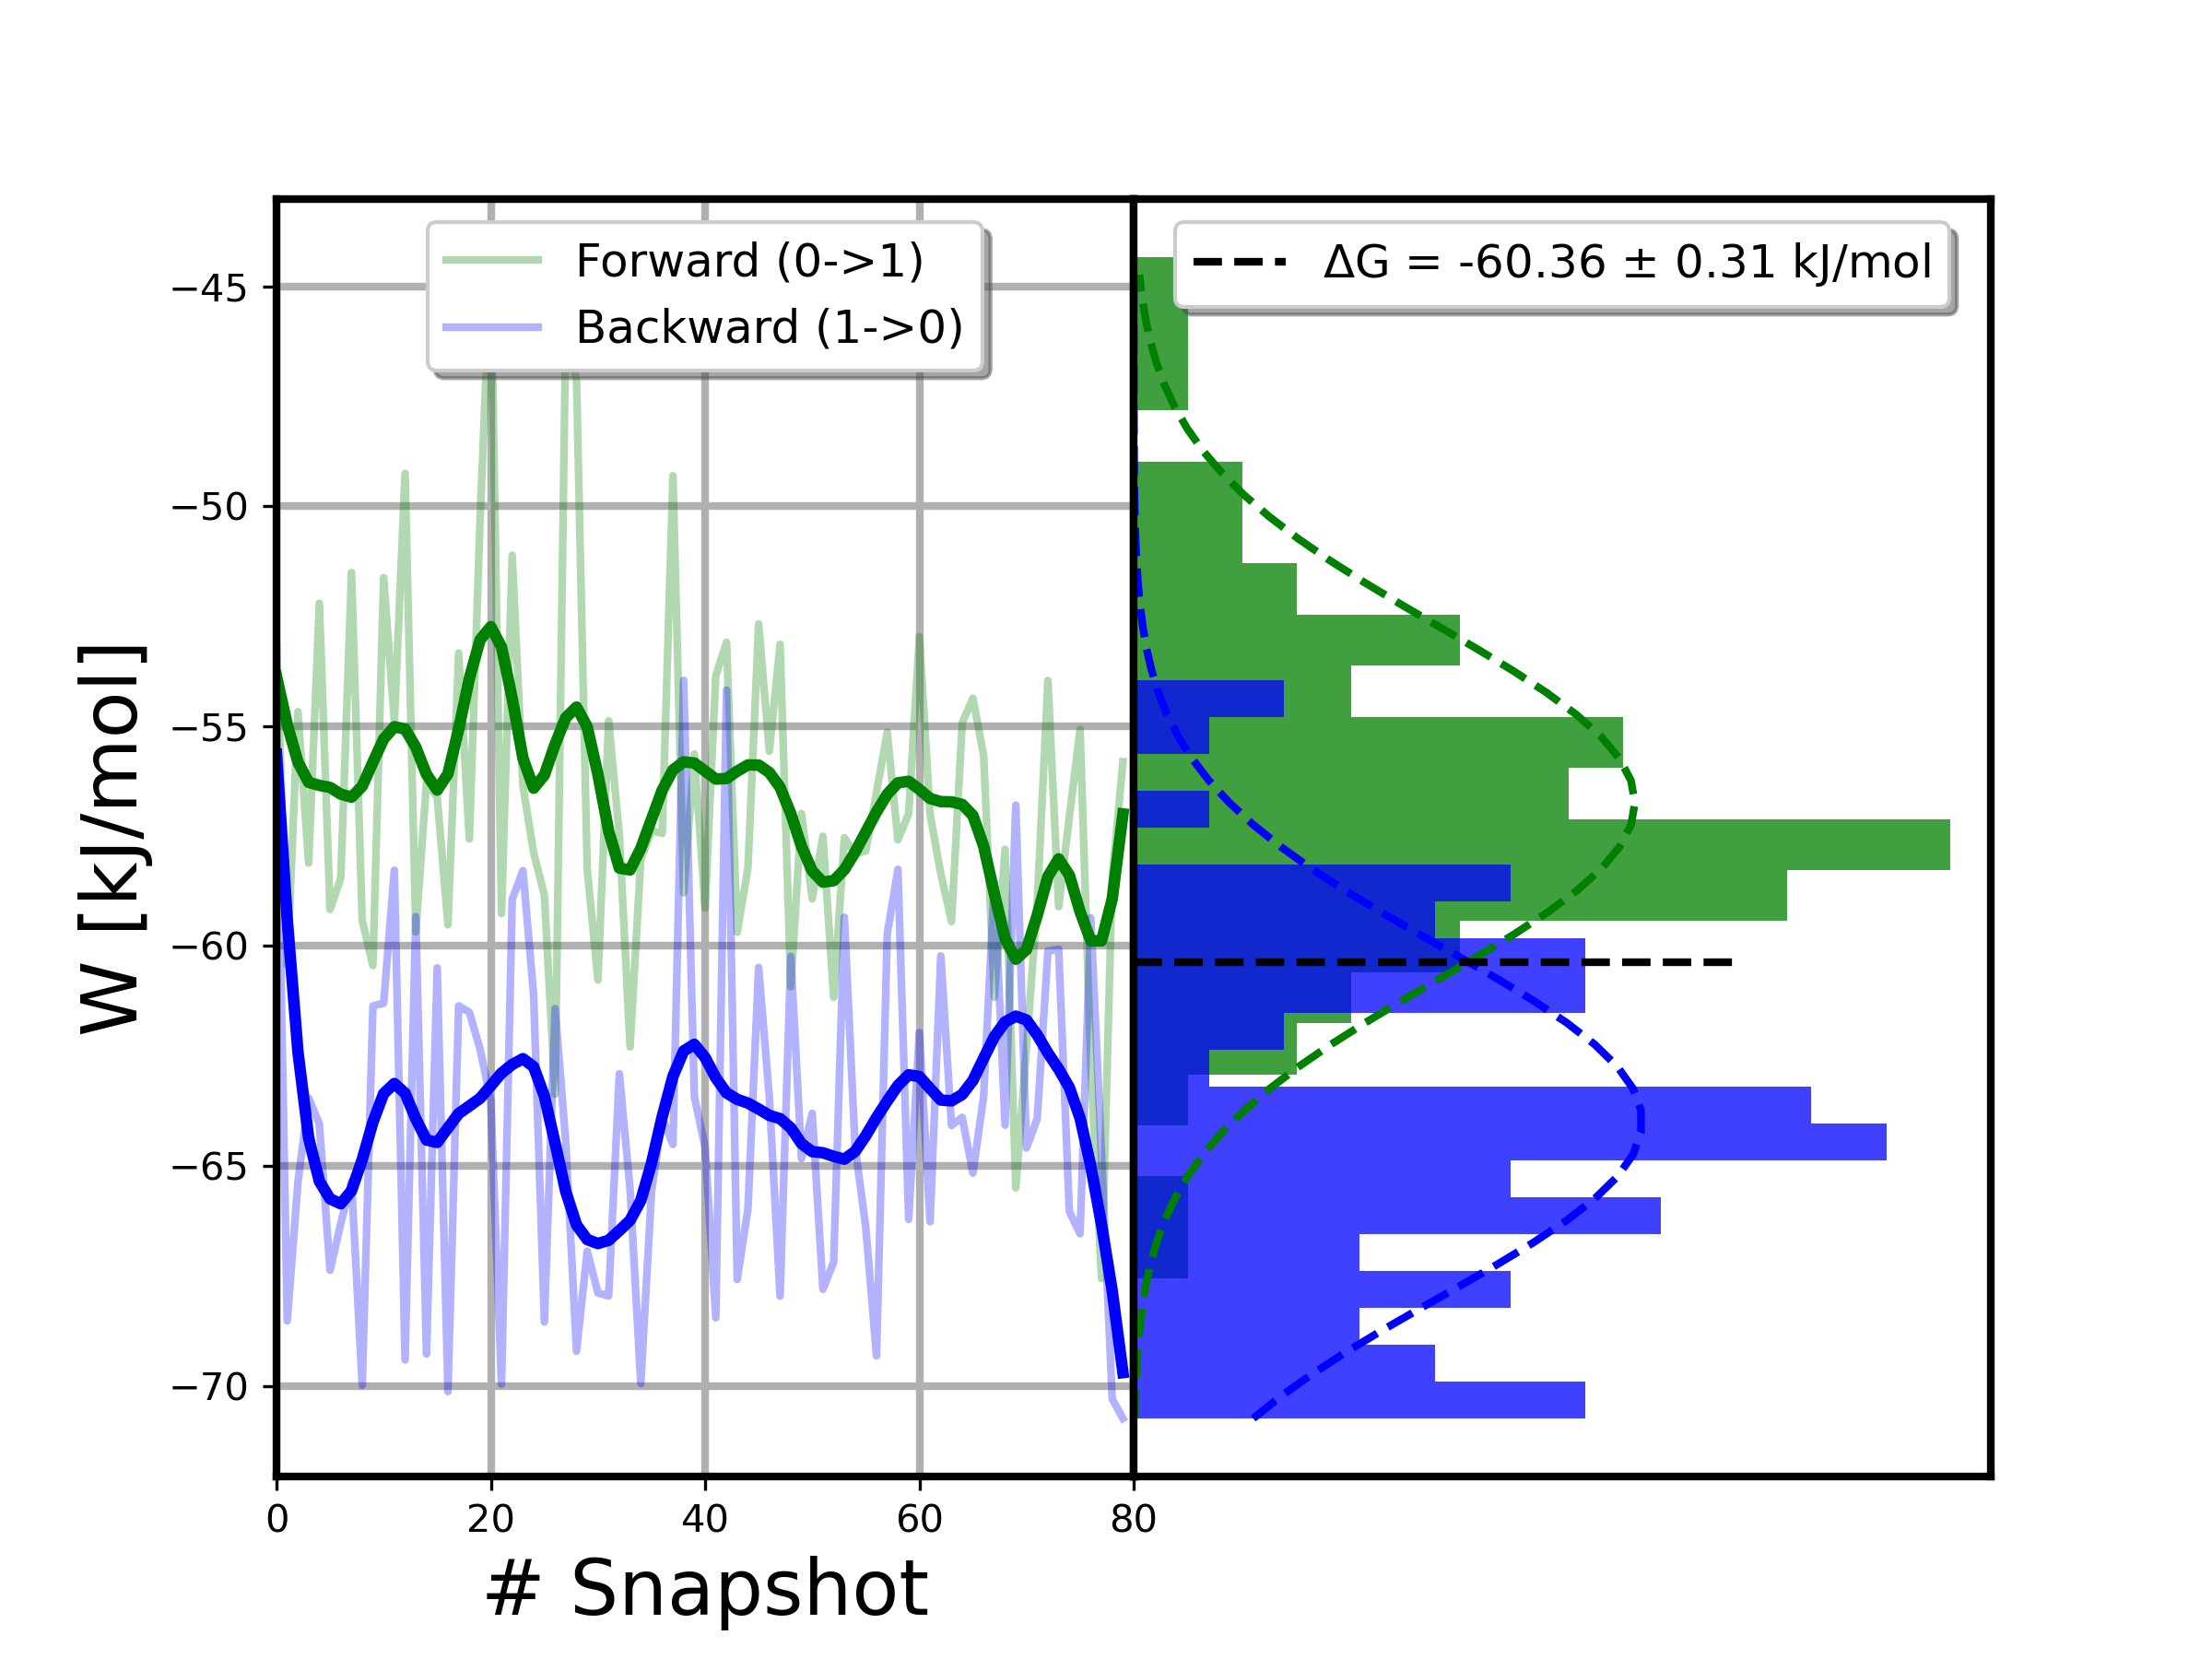 Forward (0->1)
Backward (1->0)
ΔG = -60.36 ± 0.31 kJ/mol
W [kJ/mol]
−45
−50
−55
−60
−65
−70
0
20
40
60
80
# Snapshot